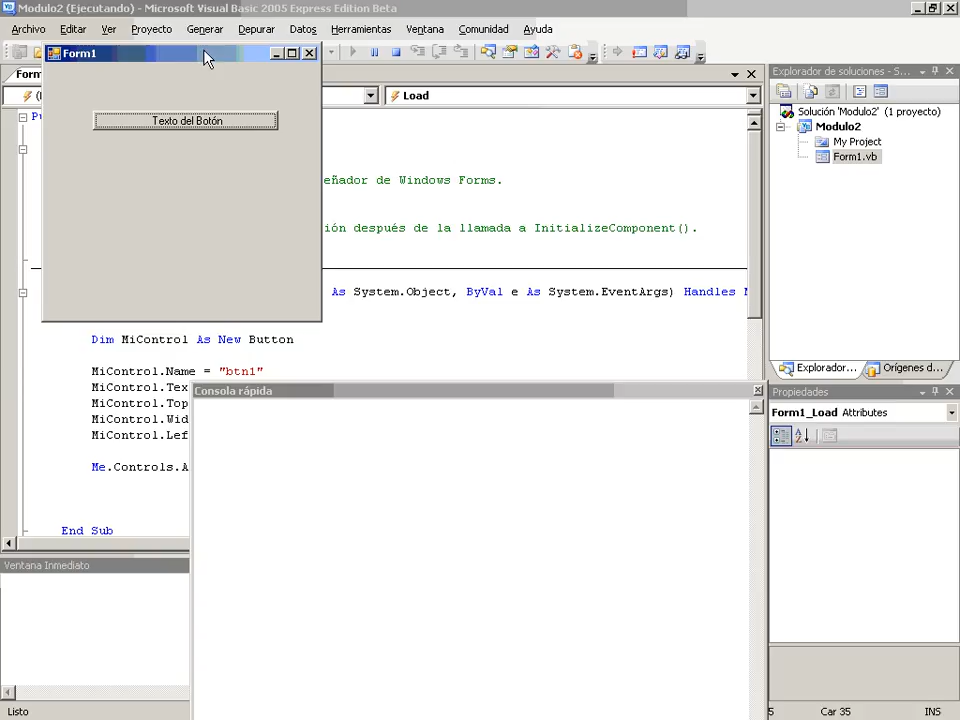 Modulo2 (Ejecutando) - Microsoft Visual Basic 2005 Express Edition Beta
Archivo Editar Ver Proyecto Generar Depurar Datos Herramientas Ventana Comunidad Ayuda
Form1
Form
Load
Texto del Botón
eñador de Windows Forms.
ión después de la llamada a InitializeComponent().
As System.Object, ByVal e As System.EventArgs) Handles
Dim MiControl As New Button
MiControl.Name = "btn1"
MiControl.Tex
MiControl.Top
MiControl.Wid
MiControl.Lef
Me.Controls.A
End Sub
Consola rápida
Ventana Inmediato
Explorador de soluciones - S...
Solución 'Modulo2' (1 proyecto)
Modulo2
My Project
Form1.vb
Explorador... Orígenes d...
Propiedades
Form1_Load Attributes
Listo
5 Car 35 INS